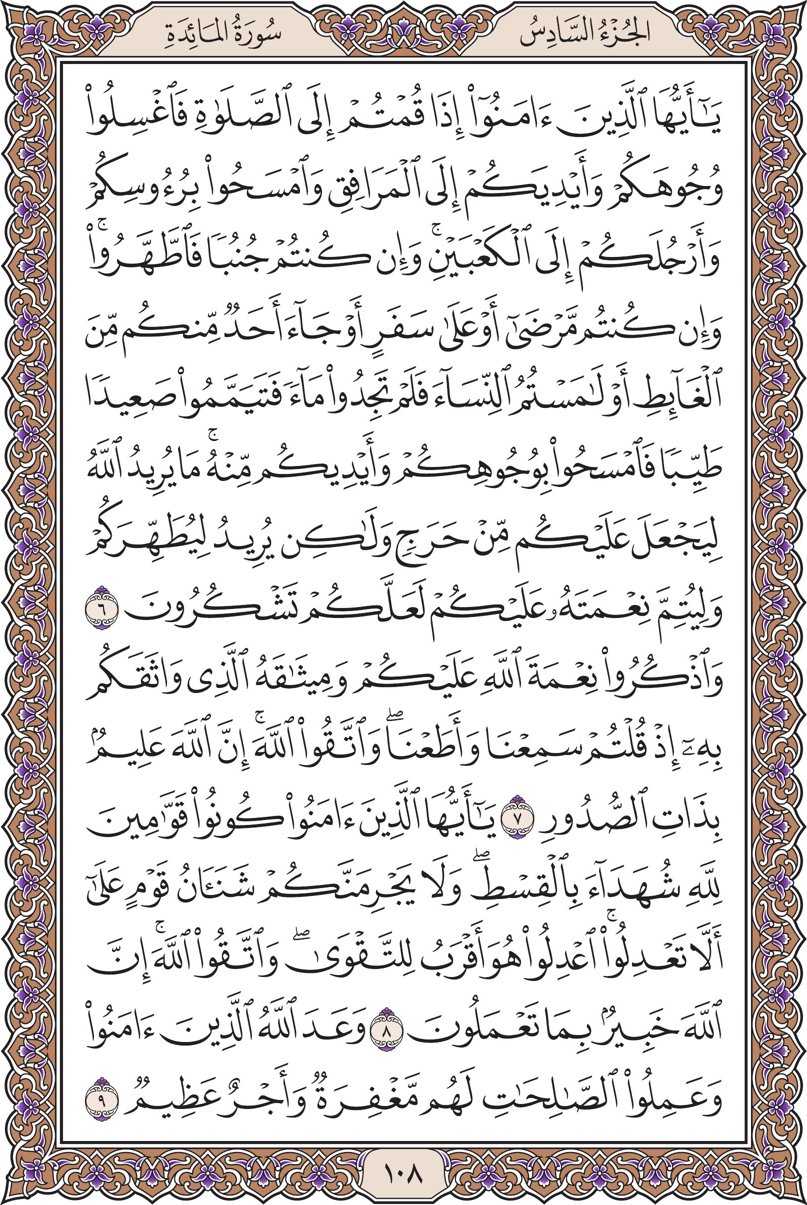 الجُزْءُ السَّادِسُ
سُورَةُ المَائِدَةِ
يَٰٓأَيُّهَا ٱلَّذِينَ ءَامَنُوٓاْ إِذَا قُمۡتُمۡ إِلَى ٱلصَّلَوٰةِ فَٱغۡسِلُواْ
وُجُوهَكُمۡ وَأَيۡدِيَكُمۡ إِلَى ٱلۡمَرَافِقِ وَٱمۡسَحُواْ بِرُءُوسِكُمۡ
وَأَرۡجُلَكُمۡ إِلَى ٱلۡكَعۡبَيۡنِۚ وَإِن كُنتُمۡ جُنُبٗا فَٱطَّهَّرُواْۚ
وَإِن كُنتُم مَّرۡضَىٰٓ أَوۡ عَلَىٰ سَفَرٍ أَوۡ جَآءَ أَحَدٞ مِّنكُم مِّنَ
ٱلۡغَآئِطِ أَوۡ لَٰمَسۡتُمُ ٱلنِّسَآءَ فَلَمۡ تَجِدُواْ مَآءٗ فَتَيَمَّمُواْ صَعِيدٗا
طَيِّبٗا فَٱمۡسَحُواْ بِوُجُوهِكُمۡ وَأَيۡدِيكُم مِّنۡهُۚ مَا يُرِيدُ ٱللَّهُ
لِيَجۡعَلَ عَلَيۡكُم مِّنۡ حَرَجٖ وَلَٰكِن يُرِيدُ لِيُطَهِّرَكُمۡ
وَلِيُتِمَّ نِعۡمَتَهُۥ عَلَيۡكُمۡ لَعَلَّكُمۡ تَشۡكُرُونَ ٦
وَٱذۡكُرُواْ نِعۡمَةَ ٱللَّهِ عَلَيۡكُمۡ وَمِيثَٰقَهُ ٱلَّذِي وَاثَقَكُم
بِهِۦٓ إِذۡ قُلۡتُمۡ سَمِعۡنَا وَأَطَعۡنَاۖ وَٱتَّقُواْ ٱللَّهَۚ إِنَّ ٱللَّهَ عَلِيمُۢ
بِذَاتِ ٱلصُّدُورِ ٧ يَٰٓأَيُّهَا ٱلَّذِينَ ءَامَنُواْ كُونُواْ قَوَّٰمِينَ
لِلَّهِ شُهَدَآءَ بِٱلۡقِسۡطِۖ وَلَا يَجۡرِمَنَّكُمۡ شَنَـَٔانُ قَوۡمٍ عَلَىٰٓ
أَلَّا تَعۡدِلُواْۚ ٱعۡدِلُواْ هُوَ أَقۡرَبُ لِلتَّقۡوَىٰۖ وَٱتَّقُواْ ٱللَّهَۚ إِنَّ
ٱللَّهَ خَبِيرُۢ بِمَا تَعۡمَلُونَ ٨ وَعَدَ ٱللَّهُ ٱلَّذِينَ ءَامَنُواْ
وَعَمِلُواْ ٱلصَّٰلِحَٰتِ لَهُم مَّغۡفِرَةٞ وَأَجۡرٌ عَظِيمٞ ٩
١٠٨